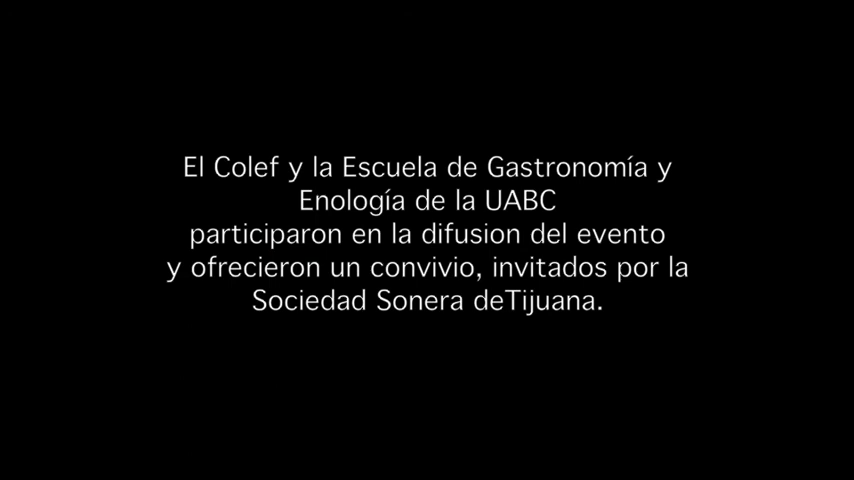 El Colef y la Escuela de Gastronomía y
Enología de la UABC
participaron en la difusion del evento
y ofrecieron un convivio, invitados por la
Sociedad Sonera deTijuana.